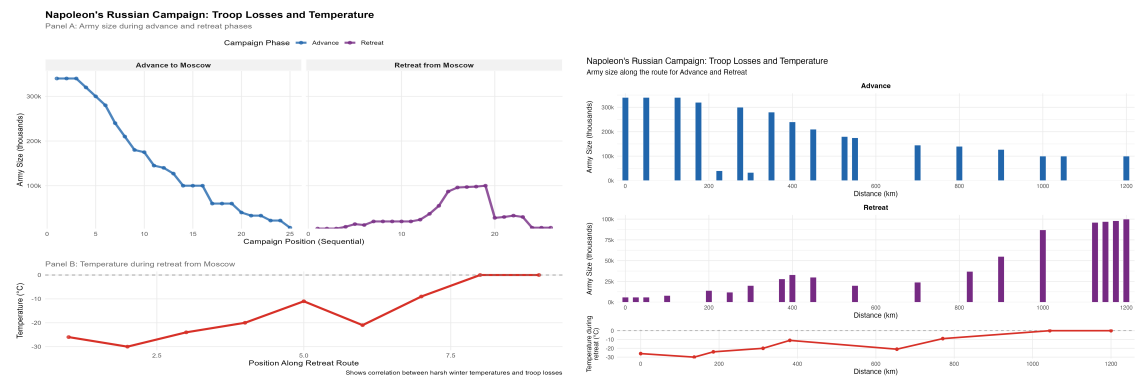 Napoleon's Russian Campaign: Troop Losses and Temperature
Panel A: Army size during advance and retreat phases
Campaign Phase Advance Retreat
Advance to Moscow Retreat from Moscow
Army Size (thousands)
300k
200k
100k
0 5 10 15 20 25
0 10 20
Campaign Position (Sequential)
Panel B: Temperature during retreat from Moscow
Temperature (°C)
0
-10
-20
-30
2.5 5.0 7.5
Position Along Retreat Route
Shows correlation between harsh winter temperatures and troop losses
Napoleon's Russian Campaign: Troop Losses and Temperature
Army size along the route for Advance and Retreat
Advance
Army Size (thousands)
300k
200k
100k
0k
0 200 400 600 800 1000 1200
Distance (km)
Retreat
Army Size (thousands)
100k
75k
50k
25k
0k
0 200 400 600 800 1000 1200
Distance (km)
Temperature during
retreat (°C)
0
-10
-20
-30
0 200 400 600 800 1000 1200
Distance (km)